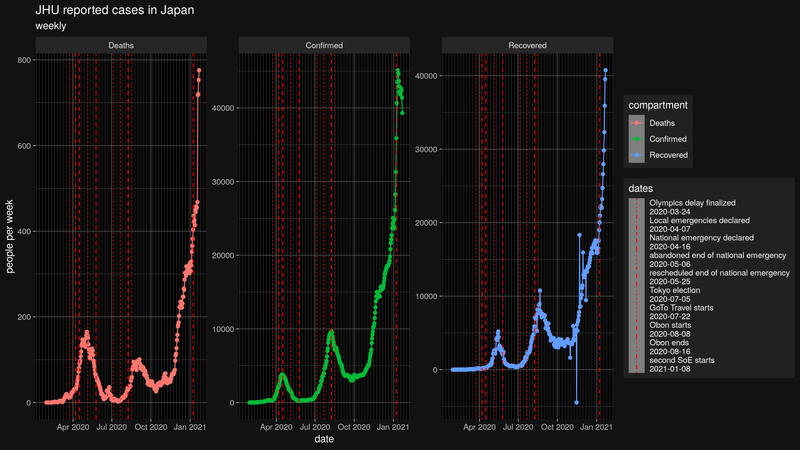 JHU reported cases in Japan
weekly
Deaths
Confirmed
Recovered
800
600
400
200
0
40000
30000
20000
10000
0
40000
30000
20000
10000
0
people per week
Apr 2020 Jul 2020 Oct 2020 Jan 2021
Apr 2020 Jul 2020 Oct 2020 Jan 2021
Apr 2020 Jul 2020 Oct 2020 Jan 2021
date
compartment
Deaths
Confirmed
Recovered
dates
Olympics delay finalized
2020-03-24
Local emergencies declared
2020-04-07
National emergency declared
2020-04-16
abandoned end of national emergency
2020-05-06
rescheduled end of national emergency
2020-05-25
Tokyo election
2020-07-05
GoTo Travel starts
2020-07-22
Obon starts
2020-08-08
Obon ends
2020-08-16
second SoE starts
2021-01-08